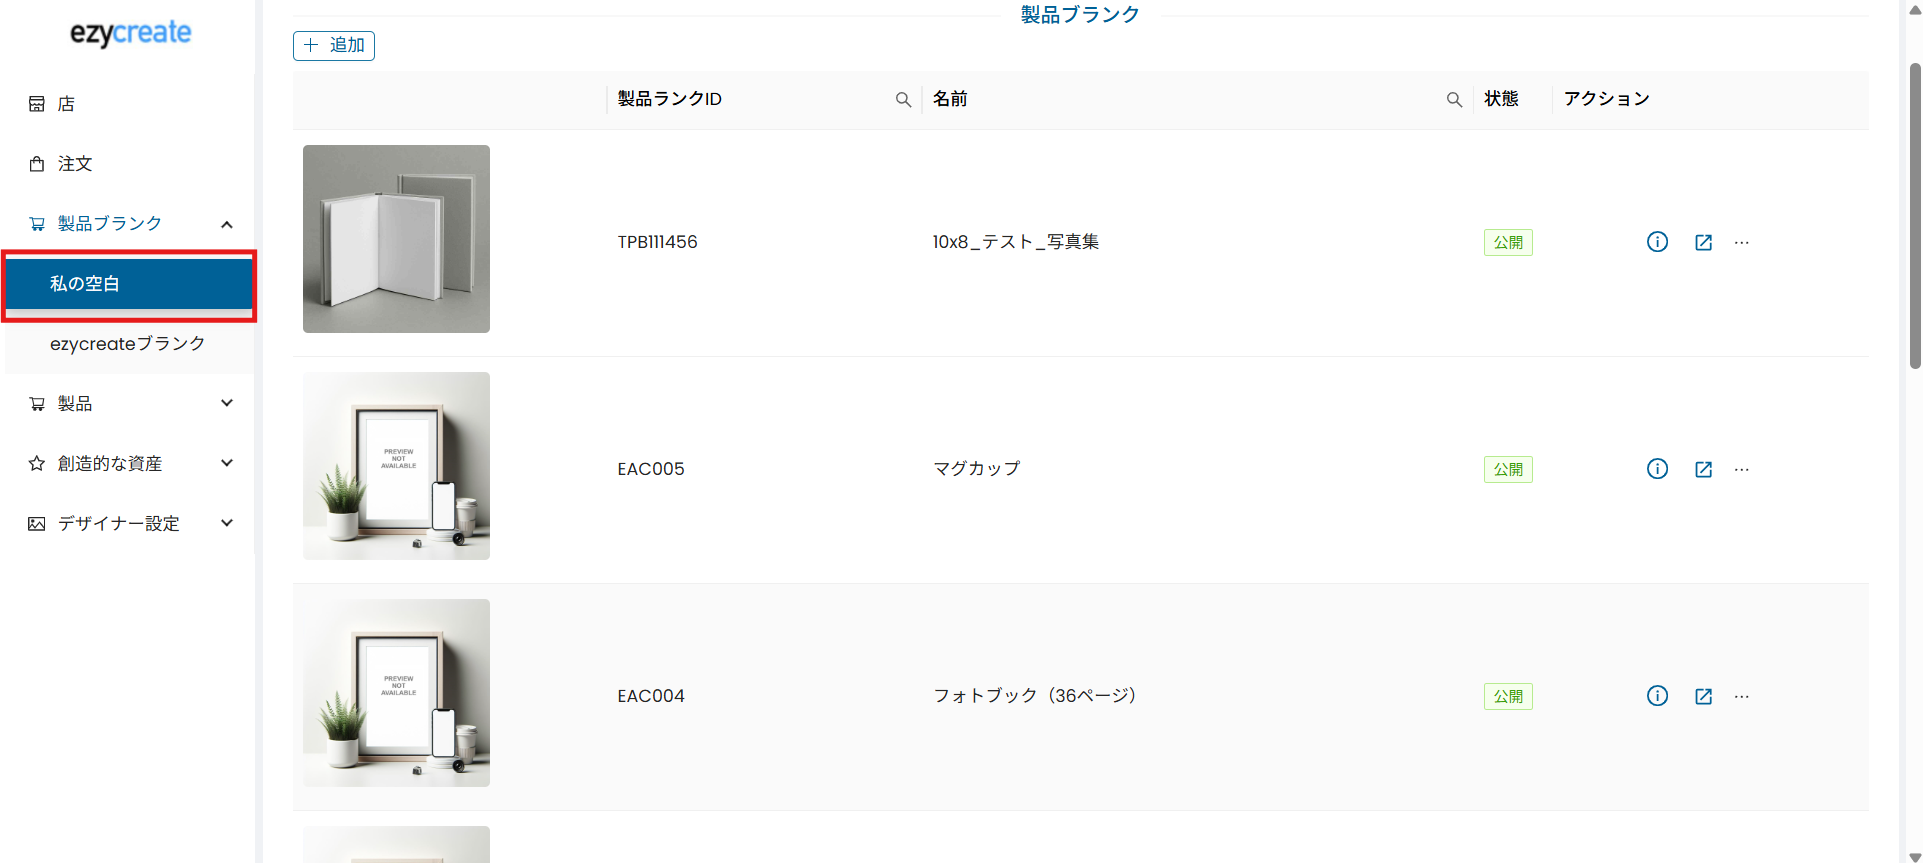 ezycreate
店
注文
製品ブランク
私の空白
ezycreateブランク
製品
創造的な資産
デザイナー設定
製品ブランク
追加
製品ランクID
名前
状態
アクション
TPB111456
10x8_テスト_写真集
公開
PREVIEW
NOT
AVAILABLE
EAC005
マグカップ
公開
PREVIEW
NOT
AVAILABLE
EAC004
フォトブック（36ページ）
公開